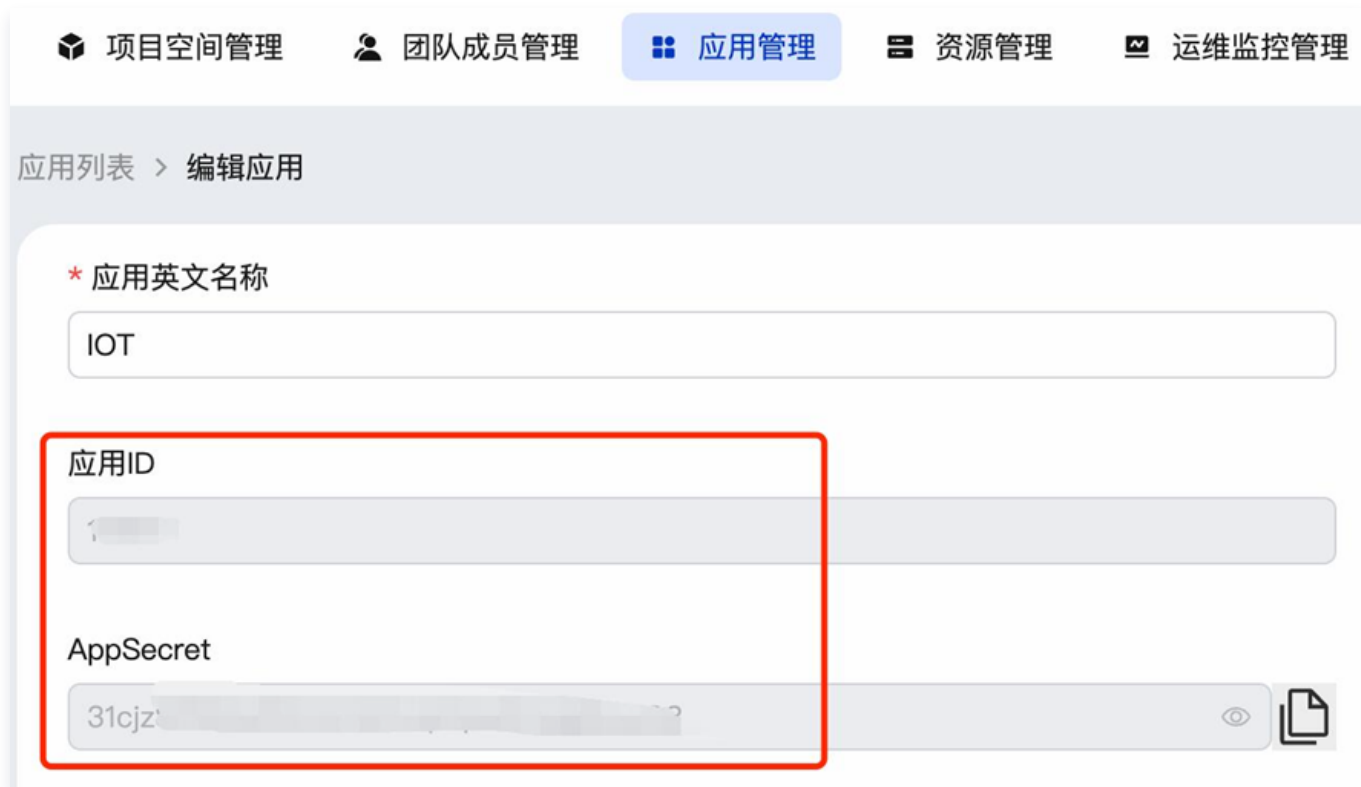 项目空间管理 团队成员管理 应用管理 资源管理 运维监控管理
应用列表 > 编辑应用
* 应用英文名称
IOT
应用ID
AppSecret
31cjz